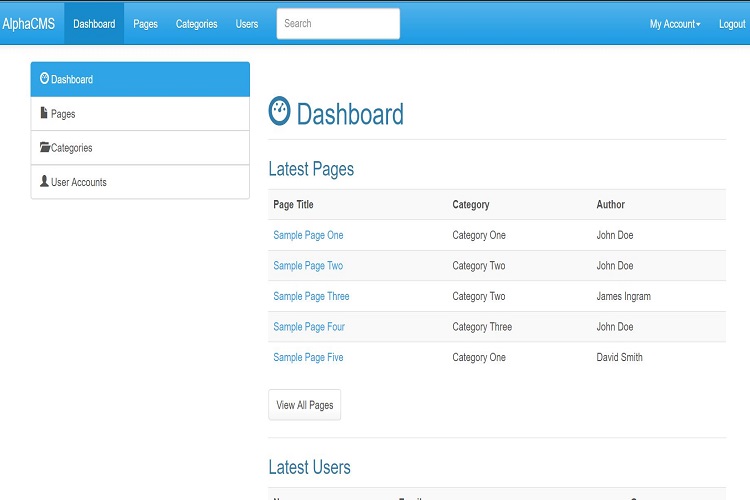 AlphaCMS Dashboard Pages Categories Users Search My Account Logout
Dashboard
Pages
Categories
User Accounts
Dashboard
Latest Pages
Page Title Category Author
Sample Page One Category One John Doe
Sample Page Two Category Two John Doe
Sample Page Three Category Two James Ingram
Sample Page Four Category Three John Doe
Sample Page Five Category One David Smith
View All Pages
Latest Users